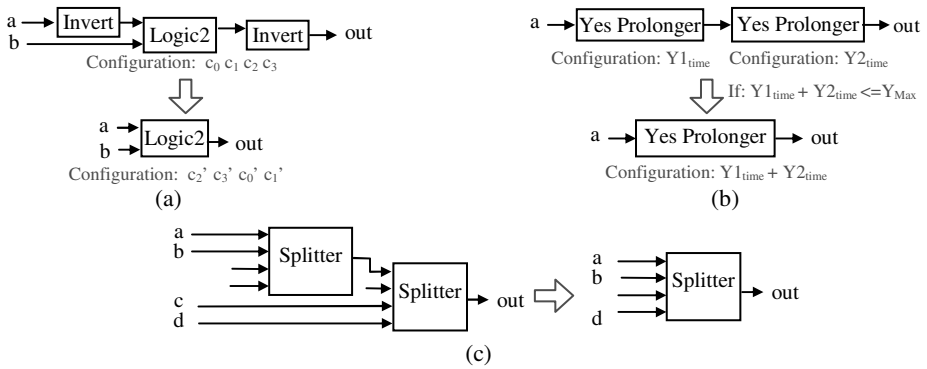 a Invert Logic2 Invert out
b
Configuration: c0 c1 c2 c3
a Logic2 out
b
Configuration: c2’ c3’ c0’ c1’
(a)
a Yes Prolonger Yes Prolonger out
Configuration: Y1time Configuration: Y2time
If: Y1time + Y2time <=YMax
a Yes Prolonger out
Configuration: Y1time + Y2time
(b)
a
b Splitter
Splitter out
c
d
a
b Splitter out
d
(c)